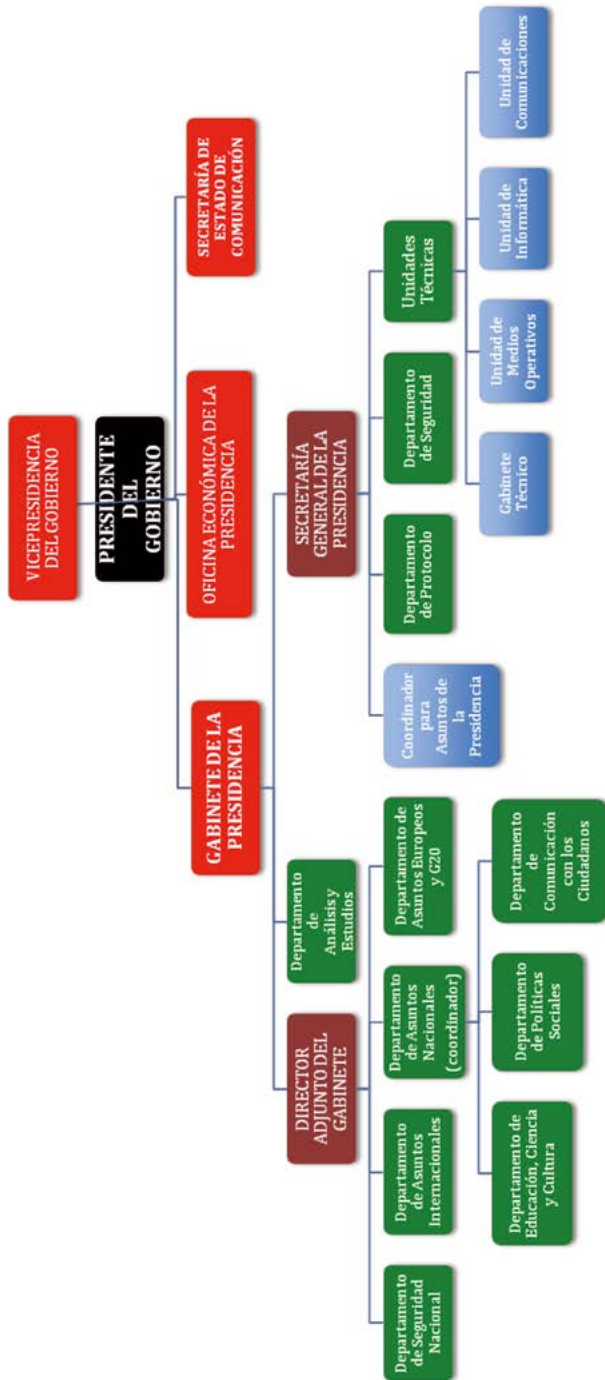 VICEPRESIDENCIA
DEL GOBIERNO
PRESIDENTE
DEL
GOBIERNO
GABINETE DE LA
PRESIDENCIA
OFICINA ECONÓMICA DE LA
PRESIDENCIA
SECRETARÍA DE
ESTADO DE
COMUNICACIÓN
DIRECTOR
ADJUNTO DEL
GABINETE
Departamento
de
Análisis y
Estudios
SECRETARÍA
GENERAL DE LA
PRESIDENCIA
Departamento
de Seguridad
Nacional
Departamento
de Asuntos
Internacionales
Departamento
de Asuntos
Nacionales
(coordinador)
Departamento de
Asuntos Europeos
y G20
Coordinador
para
Asuntos de
la
Presidencia
Departamento
de Protocolo
Departamento
de Seguridad
Unidades
Técnicas
Departamento de
Educación, Ciencia
y Cultura
Departamento
de Políticas
Sociales
Departamento
de
Comunicación
con los
Ciudadanos
Gabinete
Técnico
Unidad de
Medios
Operativos
Unidad de
Informática
Unidad de
Comunicaciones